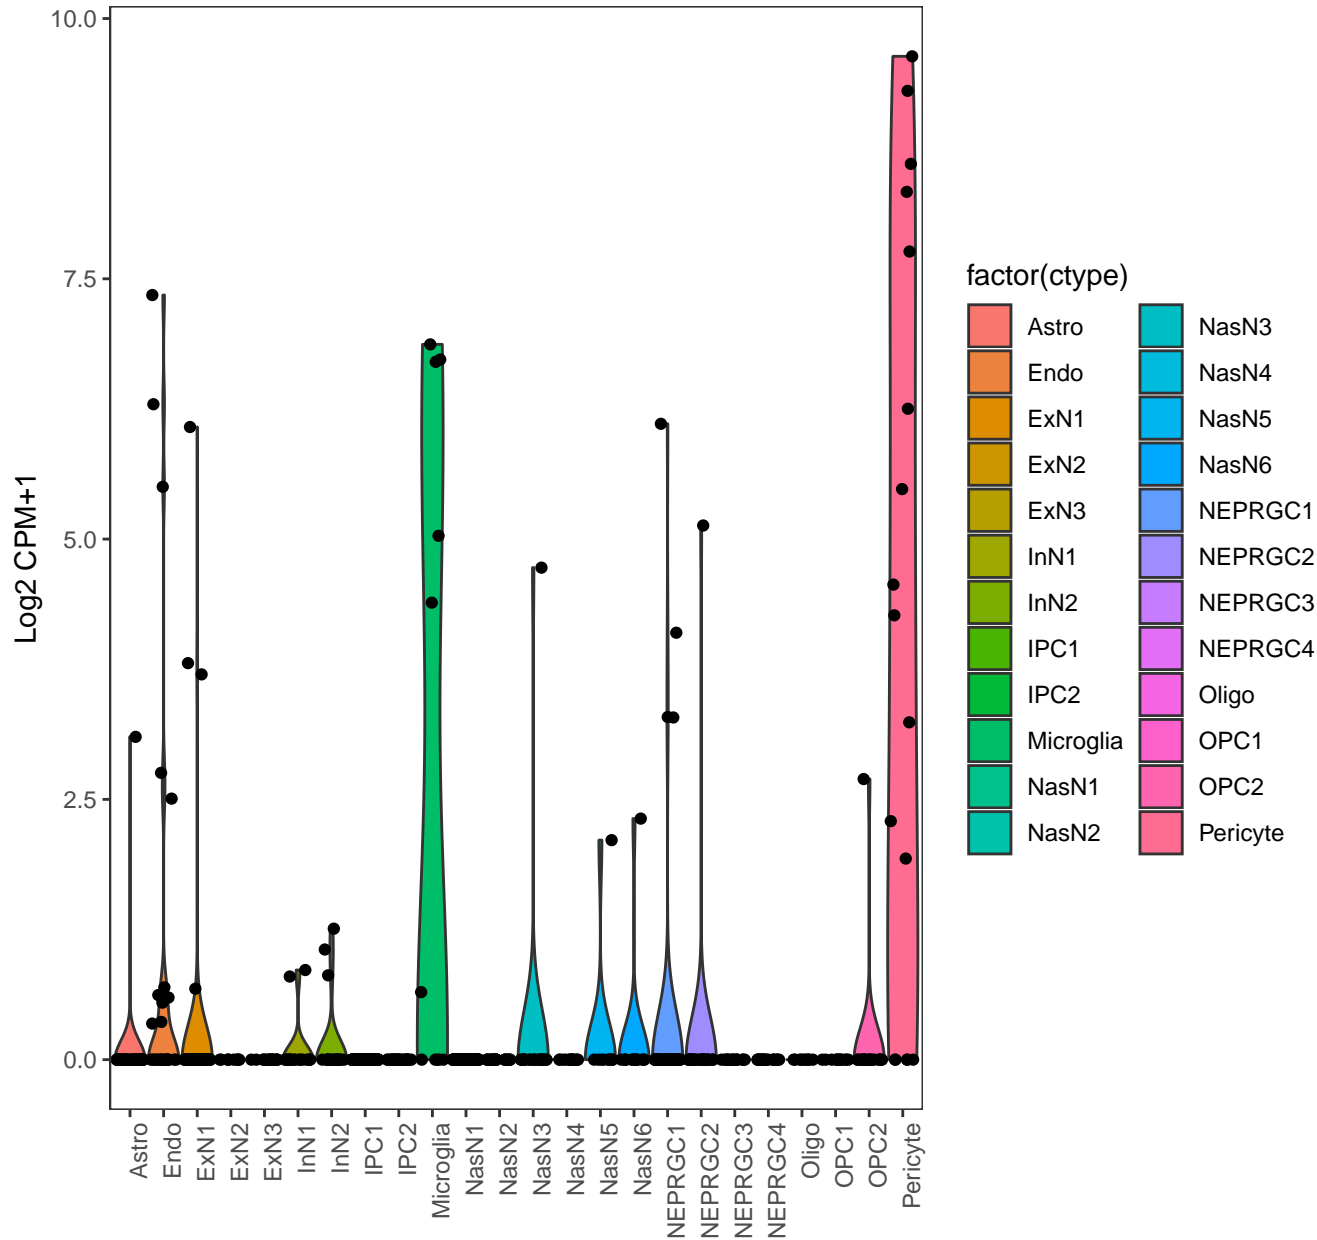 10.0
7.5
5.0
2.5
0.0
Log2 CPM+1
Astro
Endo
ExN1
ExN2
ExN3
InN1
InN2
IPC1
IPC2
Microglia
NasN1
NasN2
NasN3
NasN4
NasN5
NasN6
NEPRGC1
NEPRGC2
NEPRGC3
NEPRGC4
Oligo
OPC1
OPC2
Pericyte
factor(ctype)
Astro
Endo
ExN1
ExN2
ExN3
InN1
InN2
IPC1
IPC2
Microglia
NasN1
NasN2
NasN3
NasN4
NasN5
NasN6
NEPRGC1
NEPRGC2
NEPRGC3
NEPRGC4
Oligo
OPC1
OPC2
Pericyte